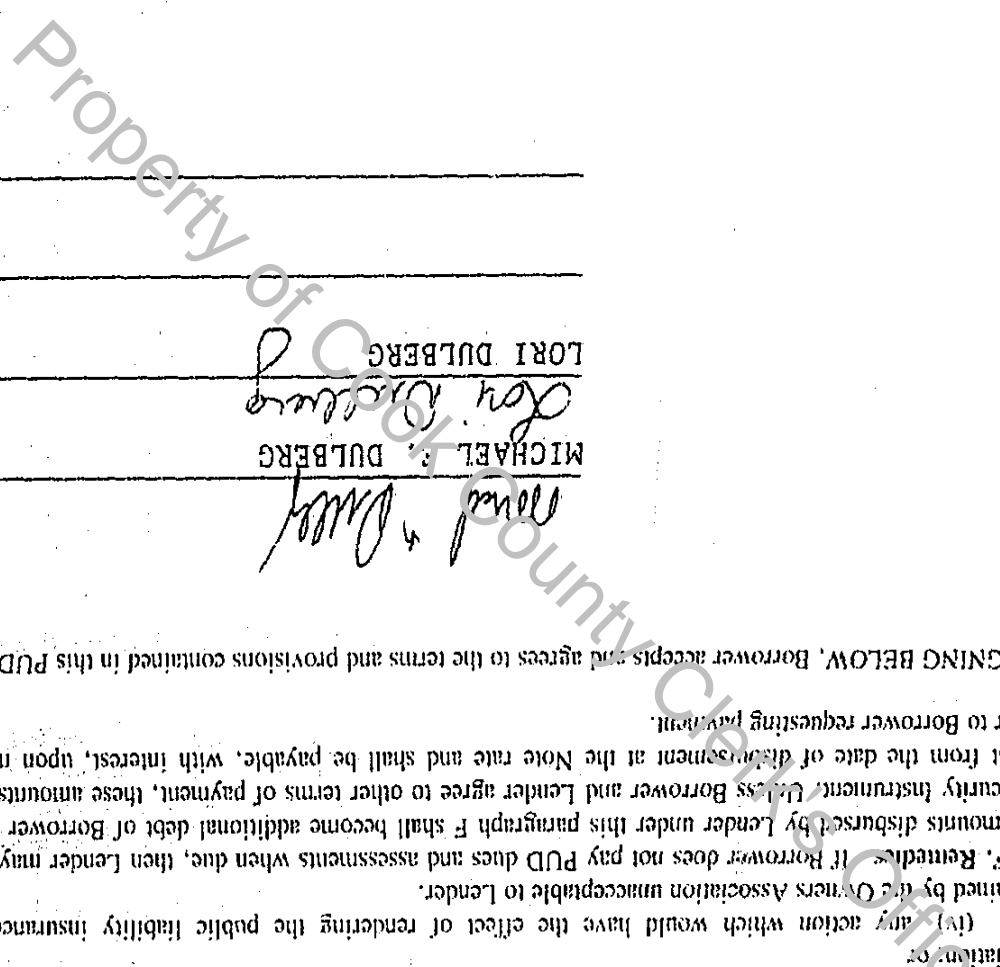 iation; or
(iv) any action which would have the effect of rendering the public liability insurance
ained by the Owners Association unacceptable to Lender.
F. Remedies. If Borrower does not pay PUD dues and assessments when due, then Lender may
mounts disbursed by Lender under this paragraph F shall become additional debt of Borrower
curity Instrument. Unless Borrower and Lender agree to other terms of payment, these amounts
t from the date of disbursement at the Note rate and shall be payable, with interest, upon n
r to Borrower requesting payment.
GNING BELOW, Borrower accepts and agrees to the terms and provisions contained in this PUD
MICHAEL DULBERG
Lori Dulberg
LORI DULBERG
Property of Cook County Clerk's Offic